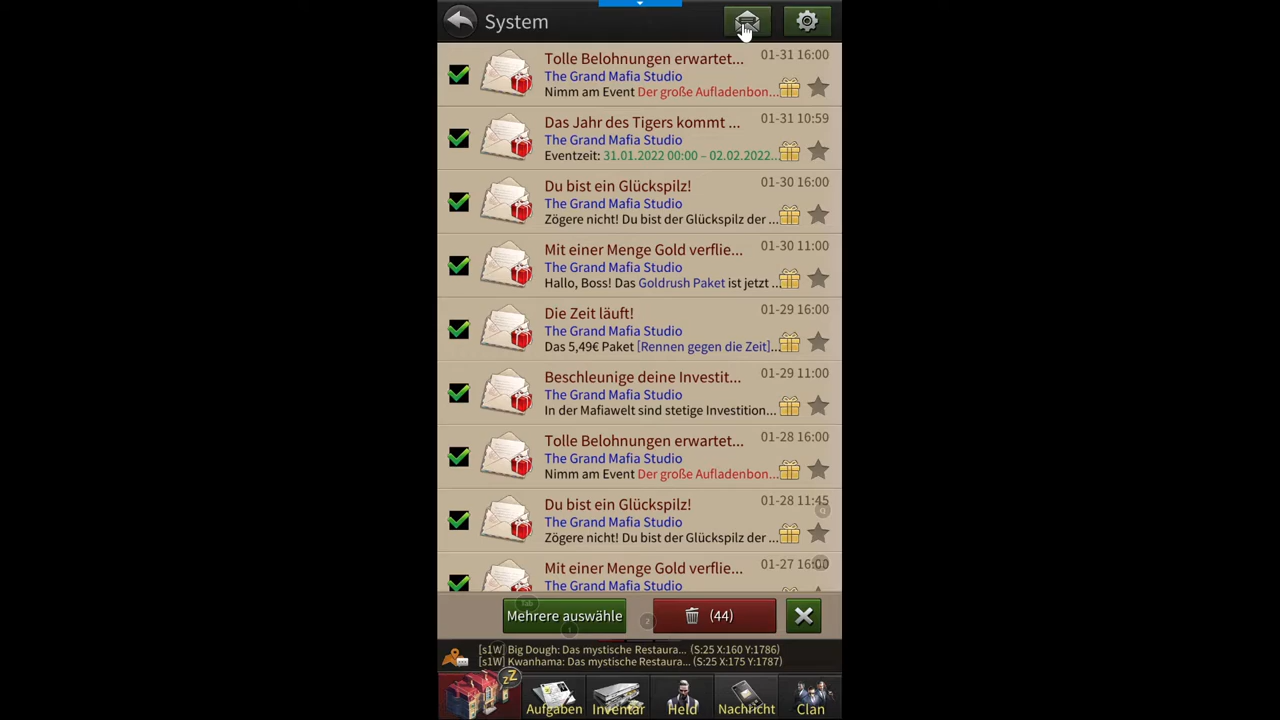 System
Tolle Belohnungen erwartet... 01-31 16:00
The Grand Mafia Studio
Nimm am Event Der große Aufladenbon...
Das Jahr des Tigers kommt ... 01-31 10:59
The Grand Mafia Studio
Eventzeit: 31.01.2022 00:00 – 02.02.2022...
Du bist ein Glückspilz! 01-30 16:00
The Grand Mafia Studio
Zögere nicht! Du bist der Glückspilz der ...
Mit einer Menge Gold verflie... 01-30 11:00
The Grand Mafia Studio
Hallo, Boss! Das Goldrush Paket ist jetzt ...
Die Zeit läuft! 01-29 16:00
The Grand Mafia Studio
Das 5,49€ Paket [Rennen gegen die Zeit]...
Beschleunige deine Investit... 01-29 11:00
The Grand Mafia Studio
In der Mafiawelt sind stetige Investition...
Tolle Belohnungen erwartet... 01-28 16:00
The Grand Mafia Studio
Nimm am Event Der große Aufladenbon...
Du bist ein Glückspilz! 01-28 11:45
The Grand Mafia Studio
Q
Zögere nicht! Du bist der Glückspilz der ...
Mit einer Menge Gold verflie... 01-27 16:00
The Grand Mafia Studio
Tab
Mehrere auswähle (44)
1 2
[s1W] Big Dough: Das mystische Restaura... (S:25 X:160 Y:1786)
[s1W] Kwanhama: Das mystische Restaura... (S:25 X:175 Y:1787)
zZ
Aufgaben Inventar Held Nachricht Clan